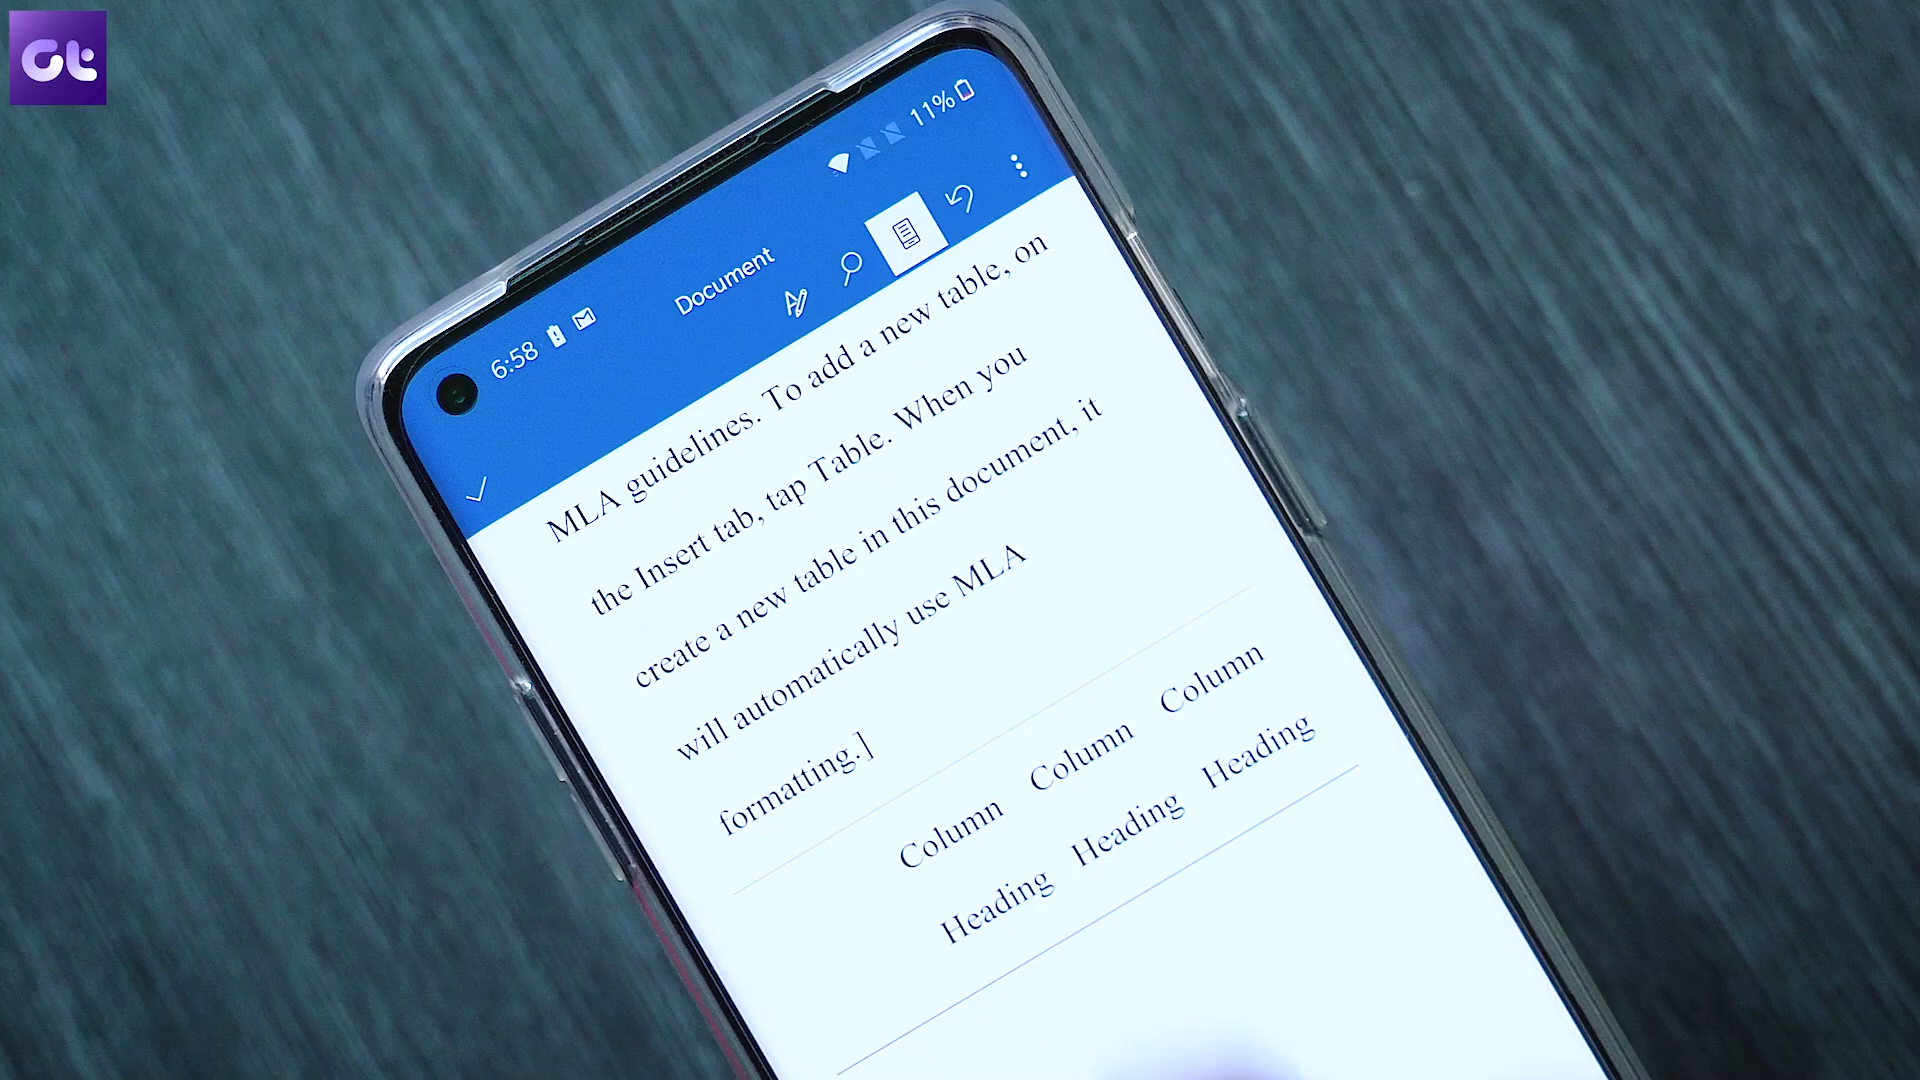 Gt
6:58
11%
Document
MLA guidelines. To add a new table, on
the Insert tab, tap Table. When you
create a new table in this document, it
will automatically use MLA
formatting.]
Column Column Column
Heading Heading Heading